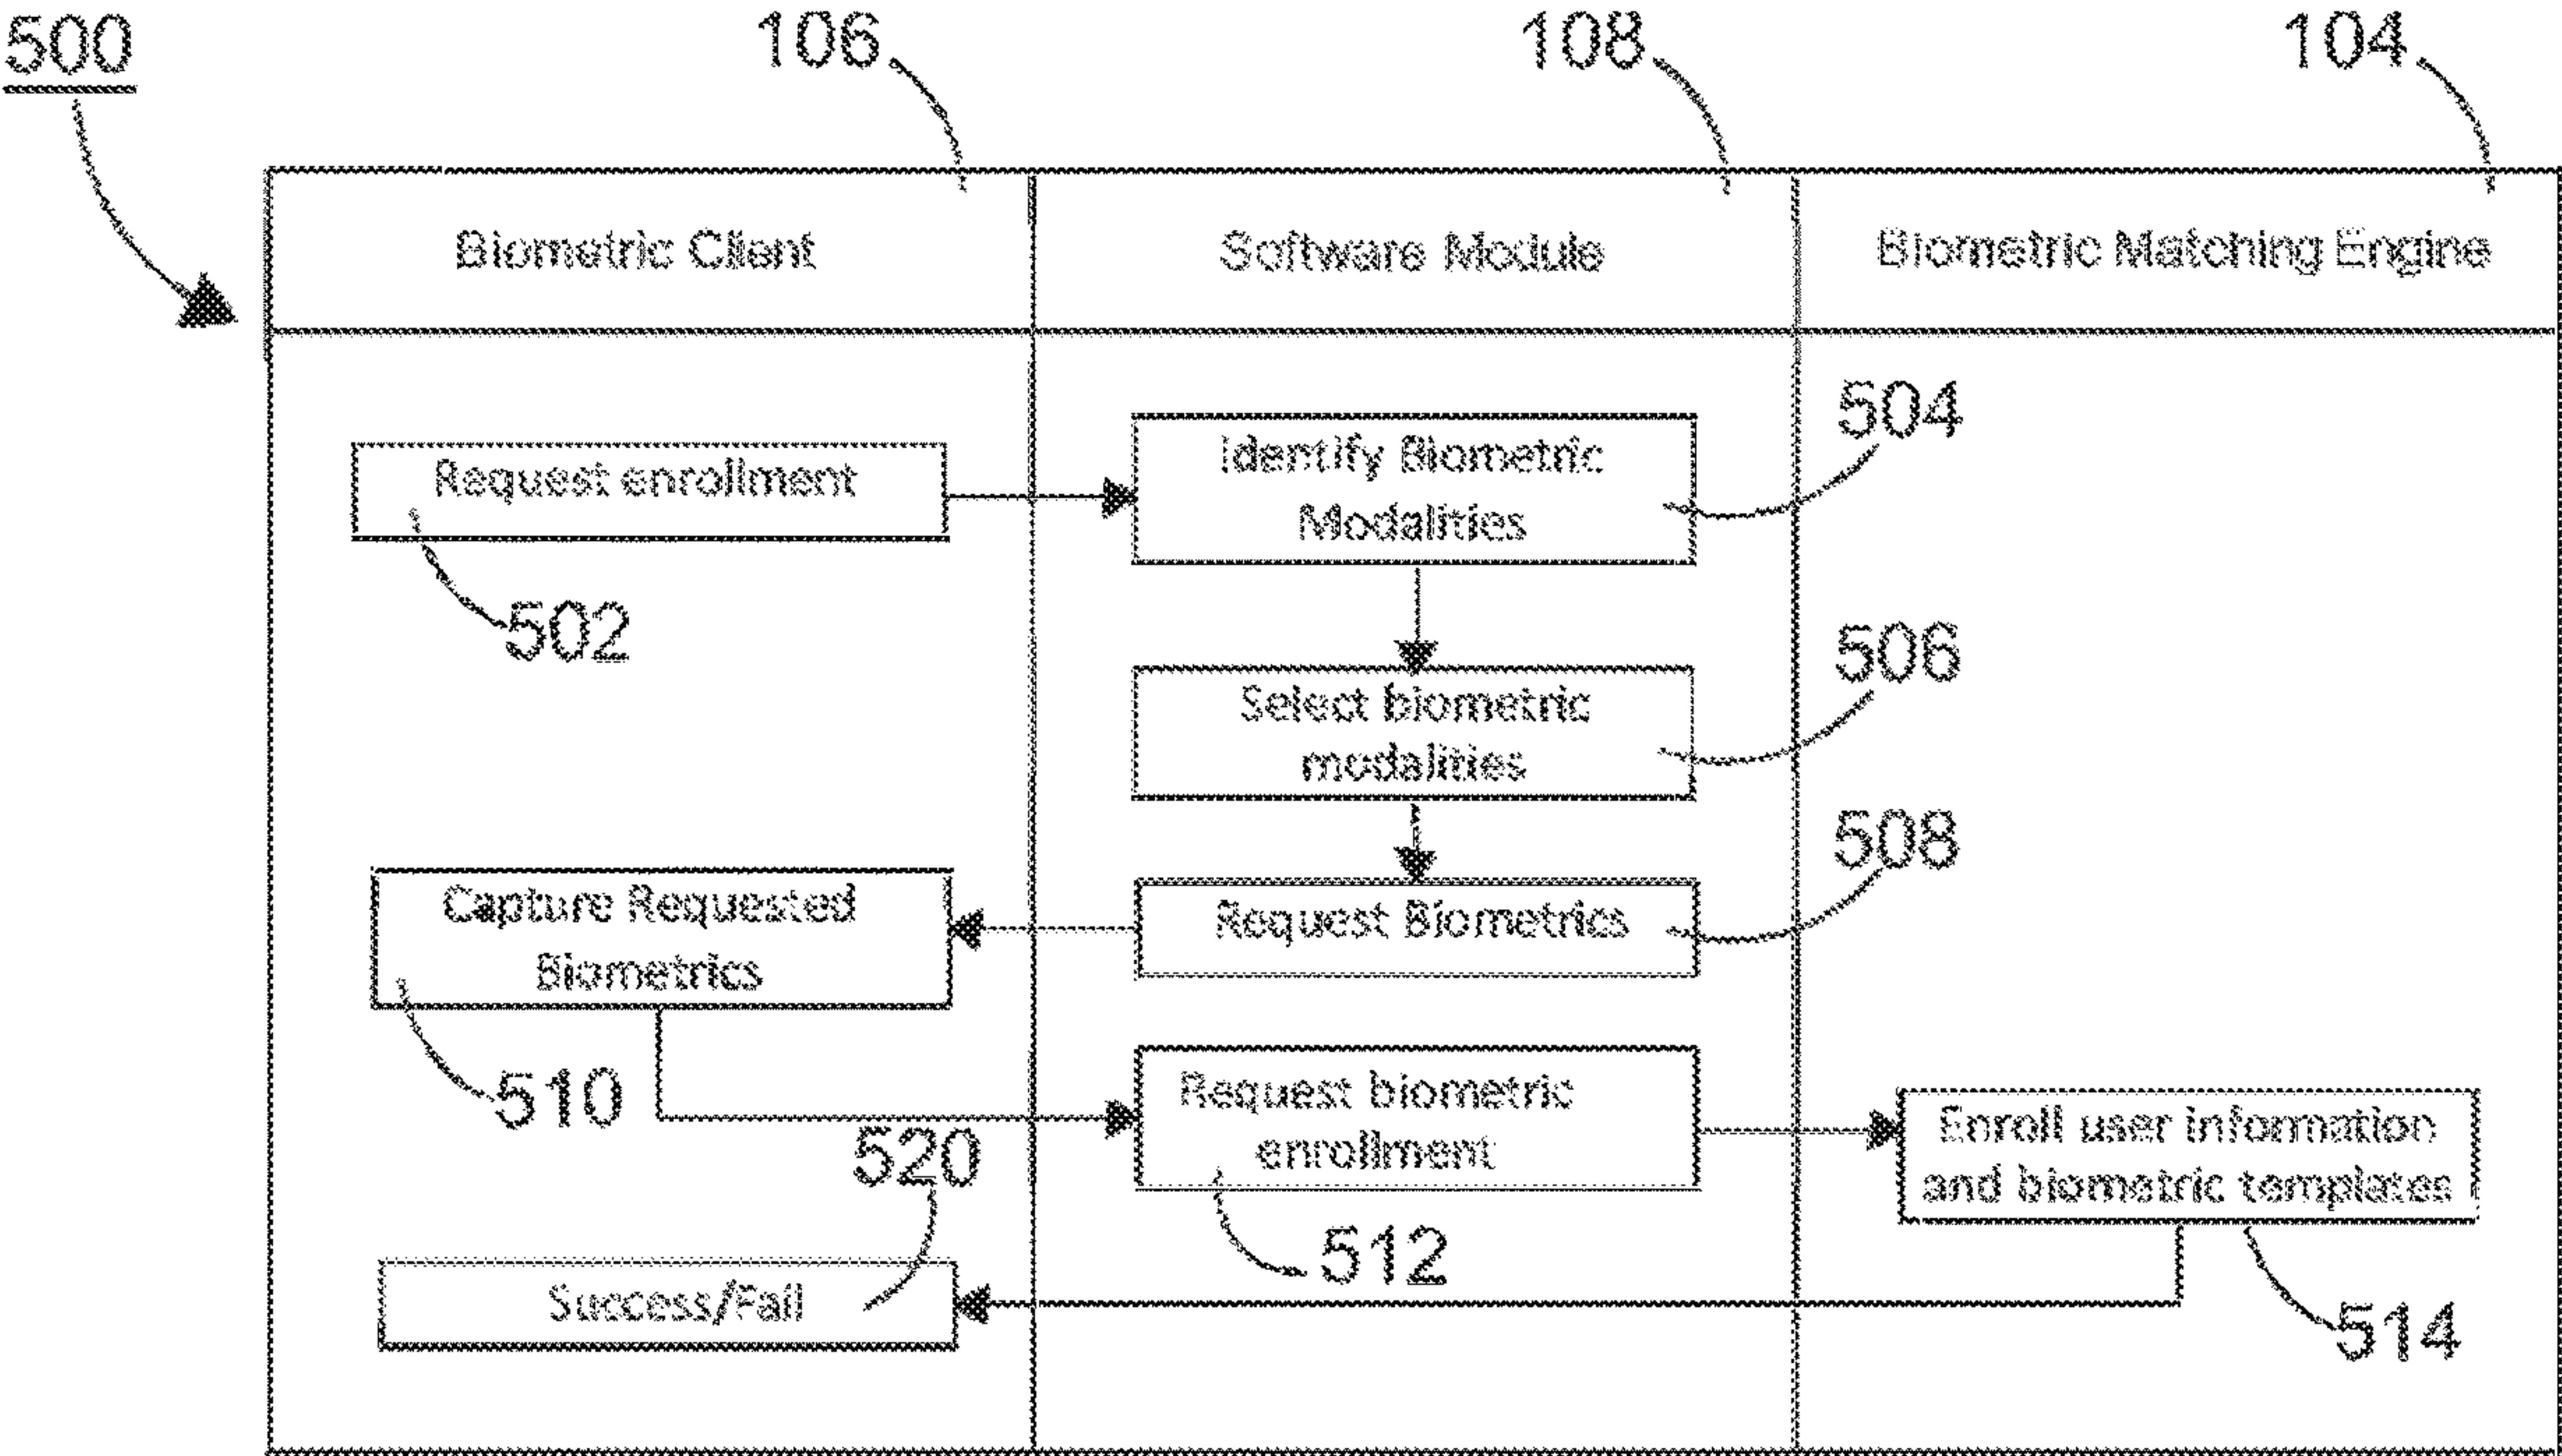 500
106
108
104
Biometric Client
Software Module
Biometric Matching Engine
Request enrollment
502
Identify Biometric
Modalities
504
Select biometric
modalities
506
Request Biometrics
508
Capture Requested
Biometrics
510
Request biometric
enrollment
512
Enroll user information
and biometric templates
514
520
Success/Fail